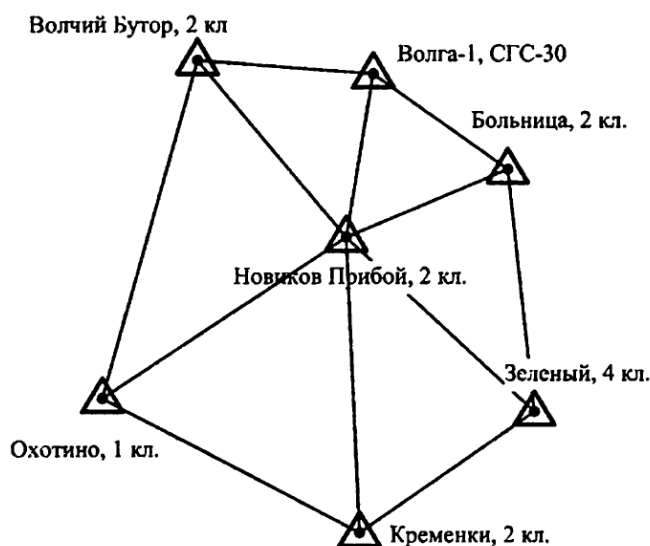 Волчий Бутор, 2 кл
Волга-1, СГС-30
Больница, 2 кл.
Новиков Прибой, 2 кл.
Зеленый, 4 кл.
Охотино, 1 кл.
Кременки, 2 кл.